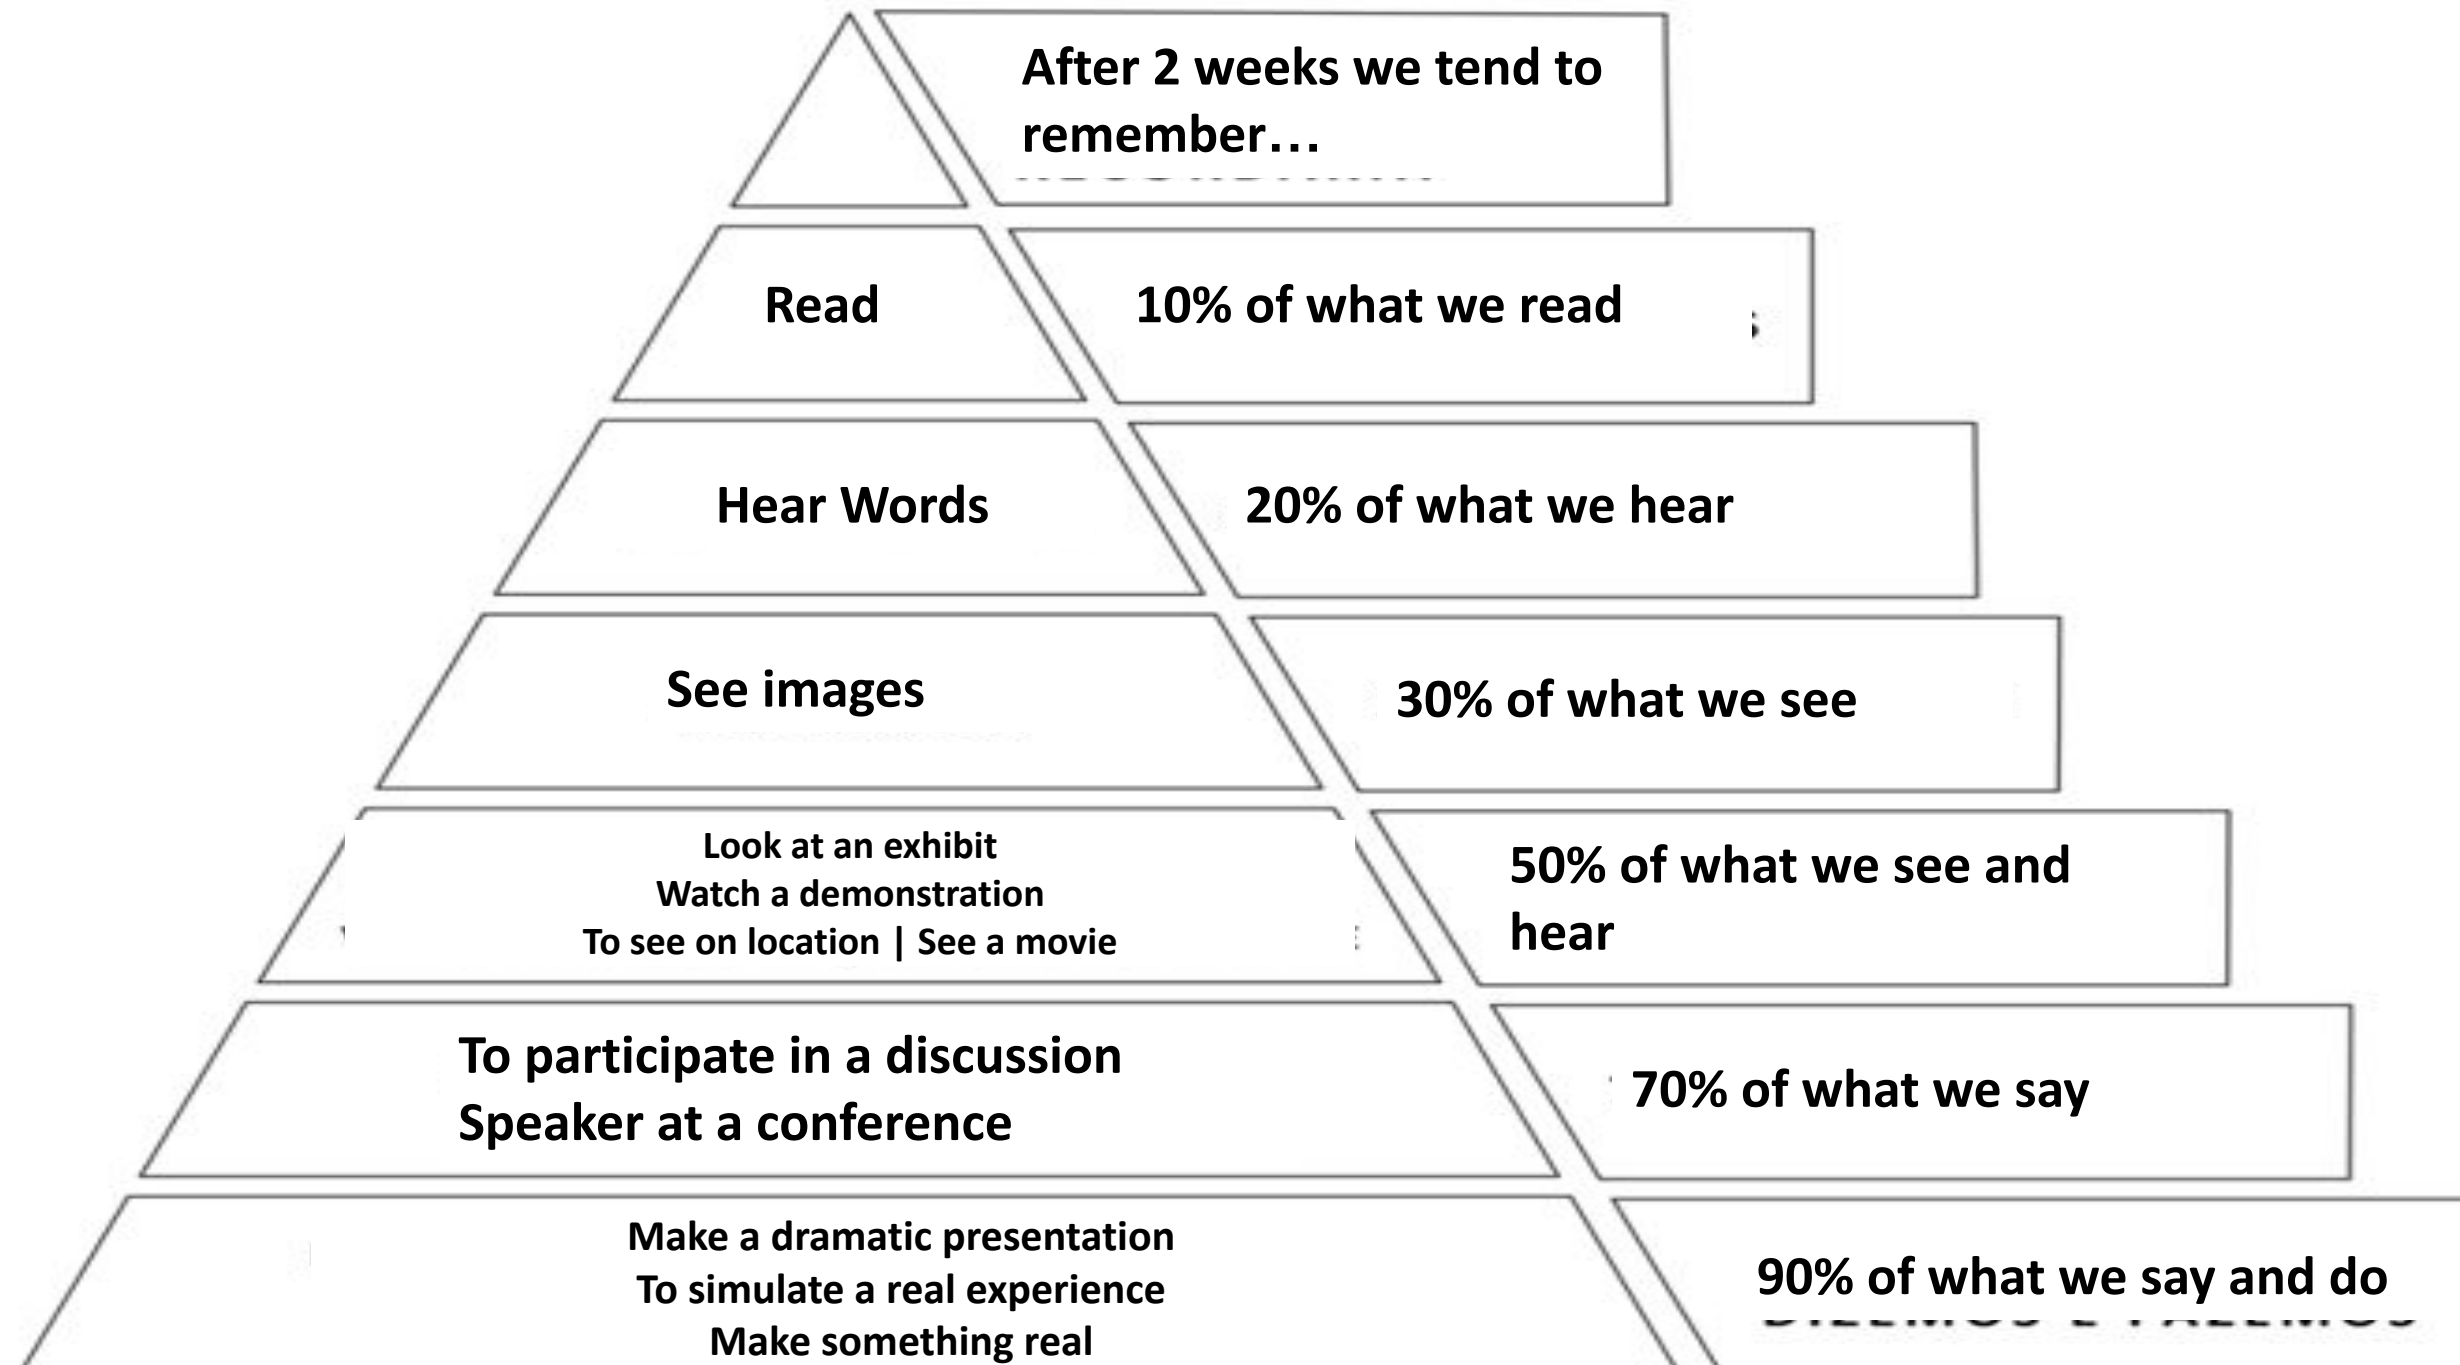 After 2 weeks we tend to
remember…
Read
10% of what we read
Hear Words
20% of what we hear
See images
30% of what we see
Look at an exhibit
Watch a demonstration
To see on location | See a movie
50% of what we see and
hear
To participate in a discussion
Speaker at a conference
70% of what we say
Make a dramatic presentation
To simulate a real experience
Make something real
90% of what we say and do